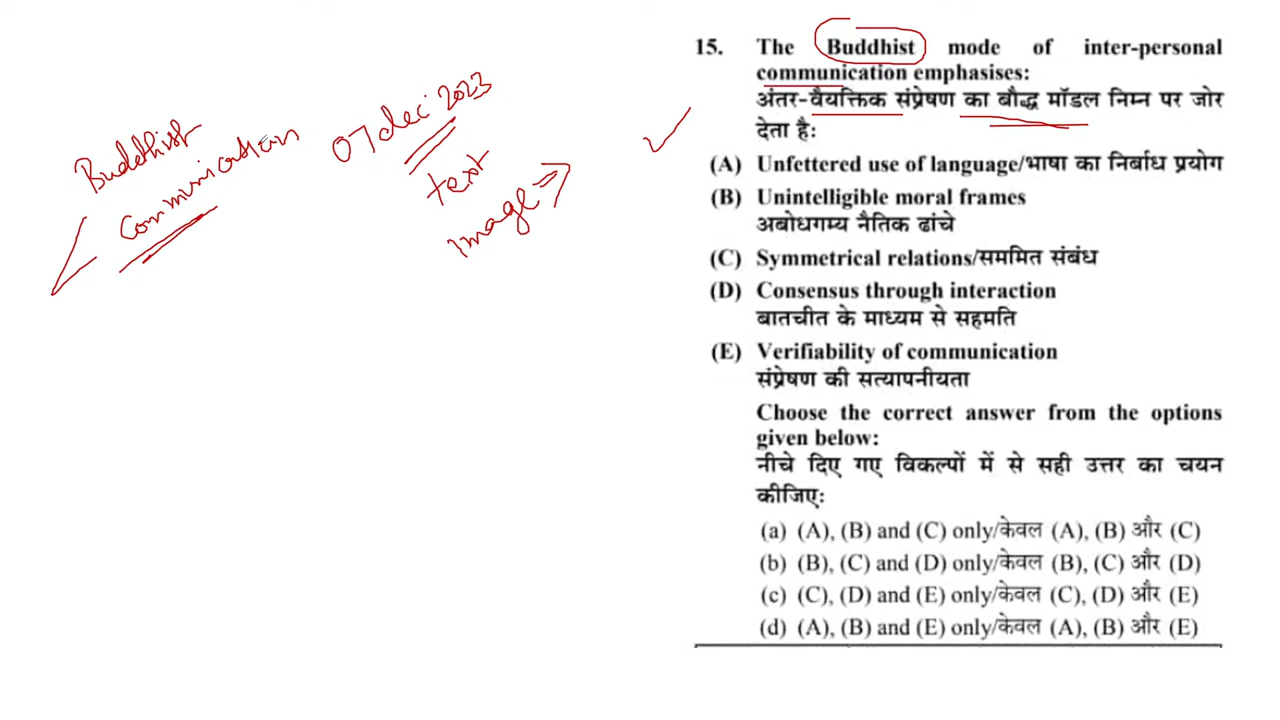 Buddhist
communication
07 dec 2023
text
image
15. The Buddhist mode of inter-personal
communication emphasises:
अंतर-वैयक्तिक संप्रेषण का बौद्ध मॉडल निम्न पर जोर
देता है:
(A) Unfettered use of language/भाषा का निर्बाध प्रयोग
(B) Unintelligible moral frames
अबोधगम्य नैतिक ढांचे
(C) Symmetrical relations/सममित संबंध
(D) Consensus through interaction
बातचीत के माध्यम से सहमति
(E) Verifiability of communication
संप्रेषण की सत्यापनीयता
Choose the correct answer from the options
given below:
नीचे दिए गए विकल्पों में से सही उत्तर का चयन
कीजिए:
(a) (A), (B) and (C) only/केवल (A), (B) और (C)
(b) (B), (C) and (D) only/केवल (B), (C) और (D)
(c) (C), (D) and (E) only/केवल (C), (D) और (E)
(d) (A), (B) and (E) only/केवल (A), (B) और (E)